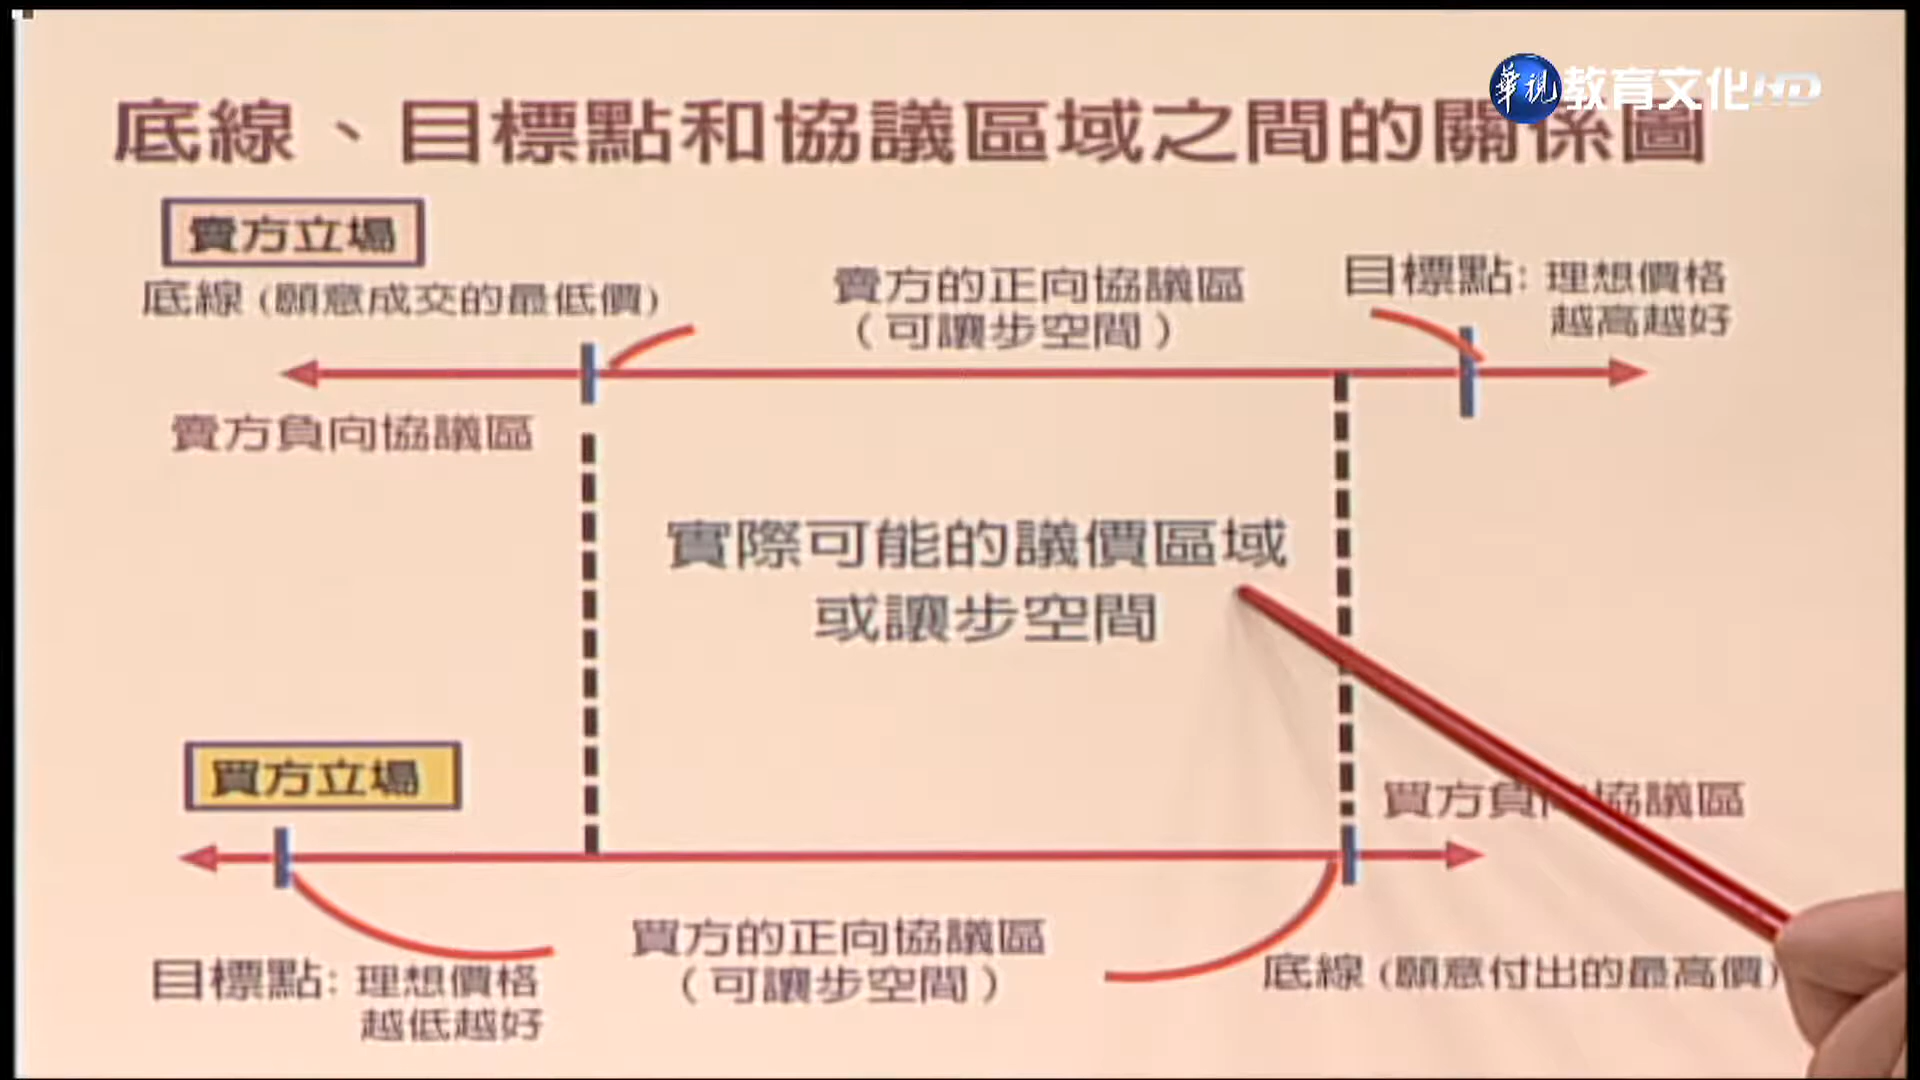 華視 教育文化HD
底線、目標點和協議區域之間的關係圖
賣方立場
底線(願意成交的最低價)
賣方的正向協議區
(可讓步空間)
目標點:理想價格
越高越好
賣方負向協議區
實際可能的議價區域
或讓步空間
買方立場
買方負向協議區
目標點:理想價格
越低越好
買方的正向協議區
(可讓步空間)
底線(願意付出的最高價)